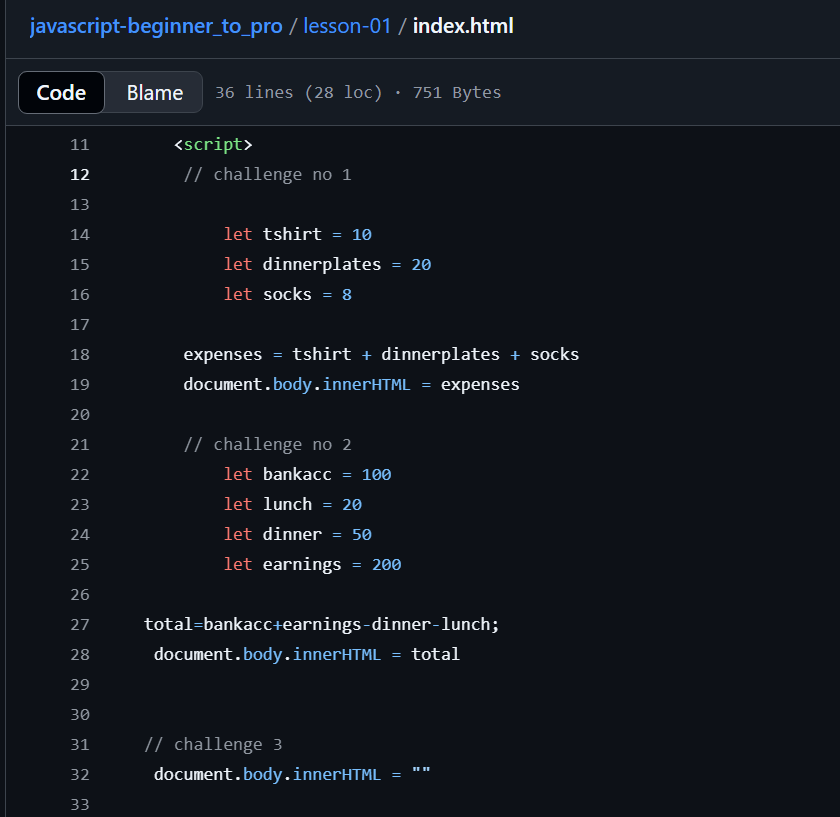 javascript-beginner_to_pro / lesson-01 / index.html
Code Blame 36 lines (28 loc) · 751 Bytes
11 <script>
12 // challenge no 1
13
14 let tshirt = 10
15 let dinnerplates = 20
16 let socks = 8
17
18 expenses = tshirt + dinnerplates + socks
19 document.body.innerHTML = expenses
20
21 // challenge no 2
22 let bankacc = 100
23 let lunch = 20
24 let dinner = 50
25 let earnings = 200
26
27 total=bankacc+earnings-dinner-lunch;
28 document.body.innerHTML = total
29
30
31 // challenge 3
32 document.body.innerHTML = ""
33